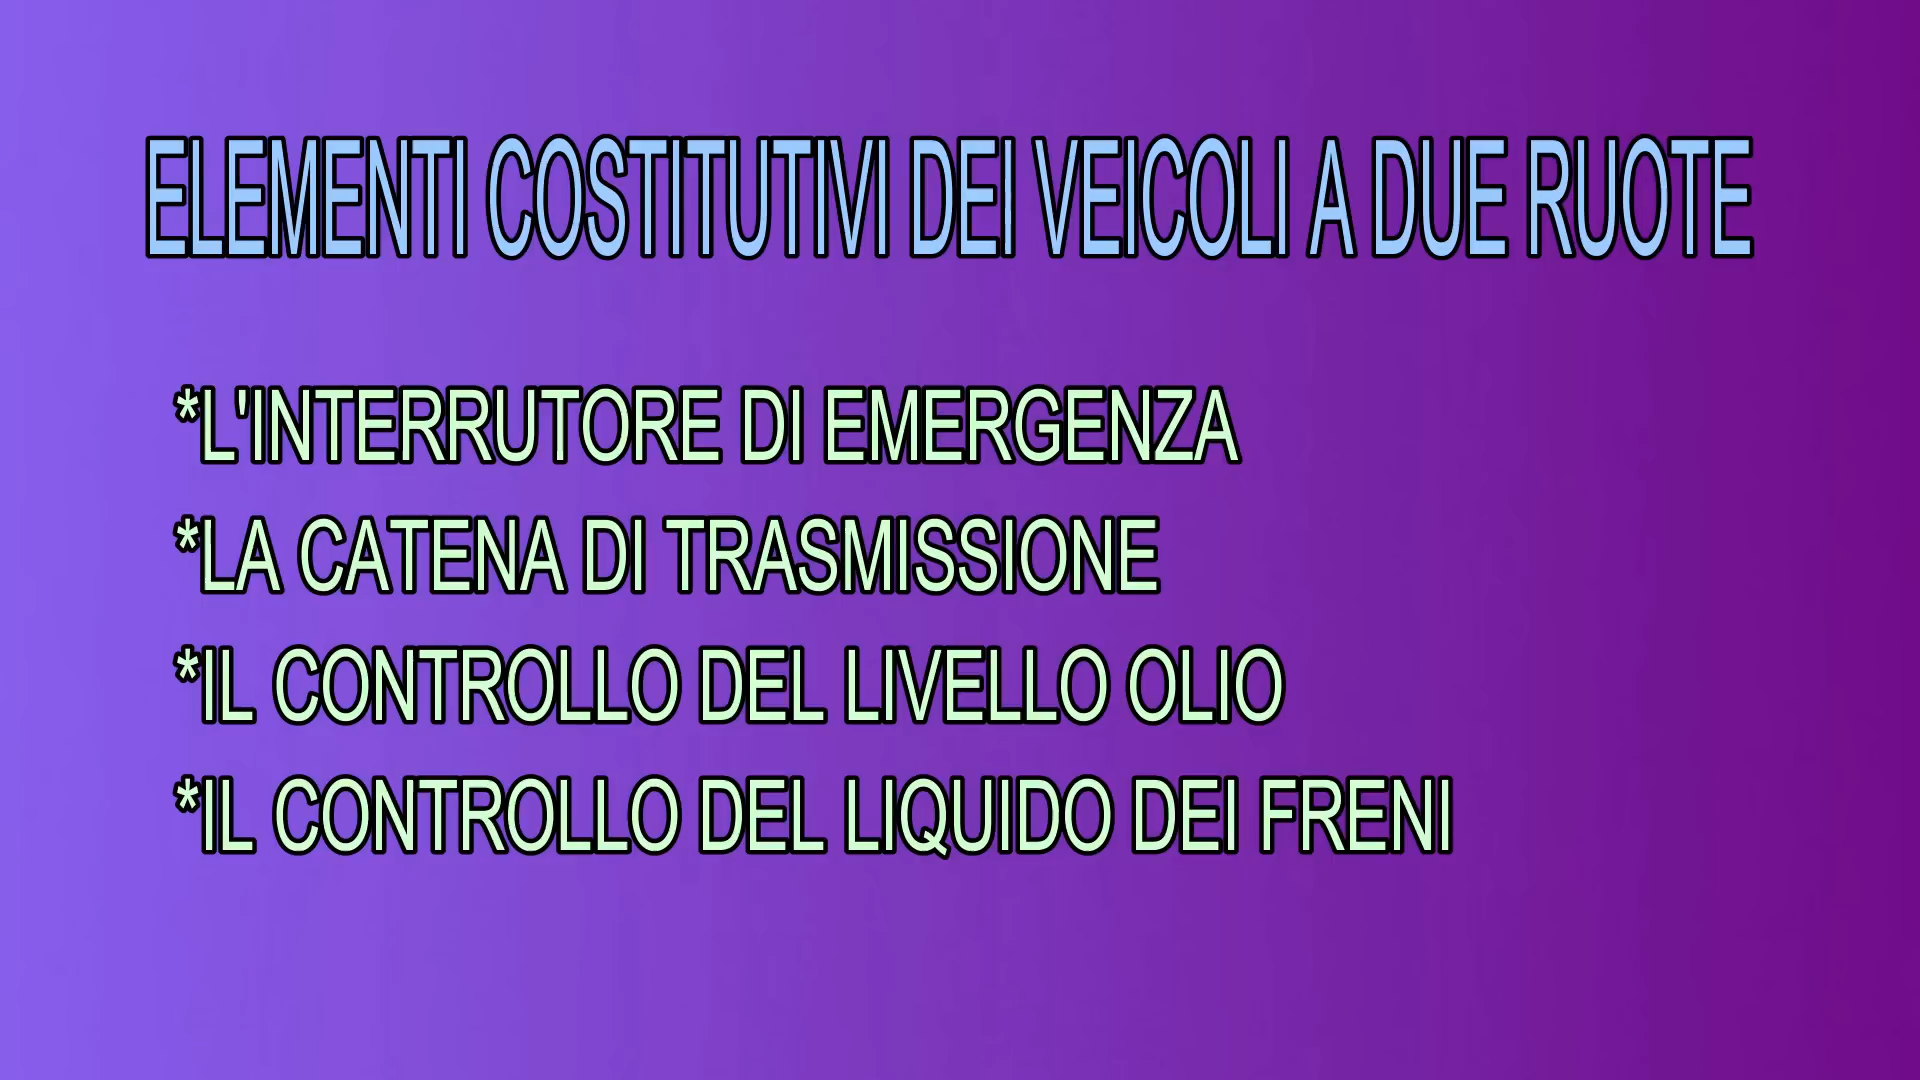 ELEMENTI COSTITUTIVI DEI VEICOLI A DUE RUOTE
*L'INTERRUTORE DI EMERGENZA
*LA CATENA DI TRASMISSIONE
*IL CONTROLLO DEL LIVELLO OLIO
*IL CONTROLLO DEL LIQUIDO DEI FRENI